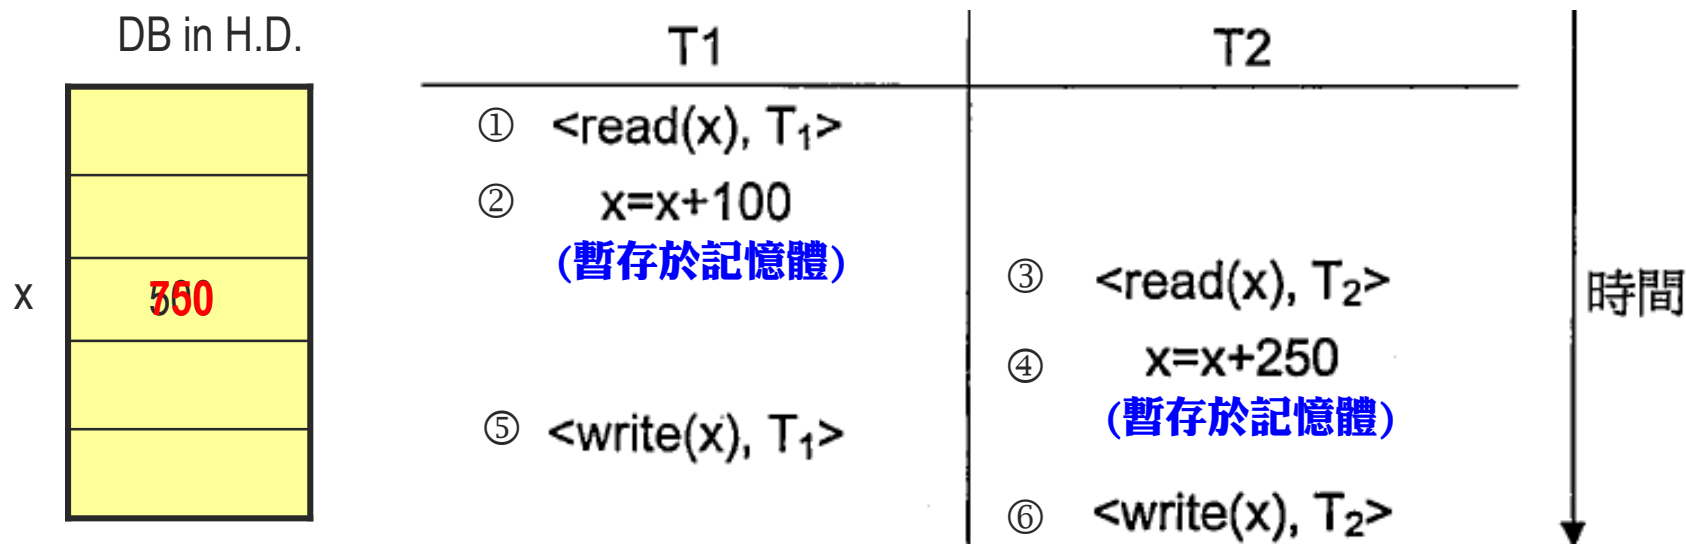 DB in H.D.
T1
T2
① <read(x), T₁>
② x=x+100
(暫存於記憶體)
③ <read(x), T₂>
x
時間
④ x=x+250
(暫存於記憶體)
⑤ <write(x), T₁>
⑥ <write(x), T₂>